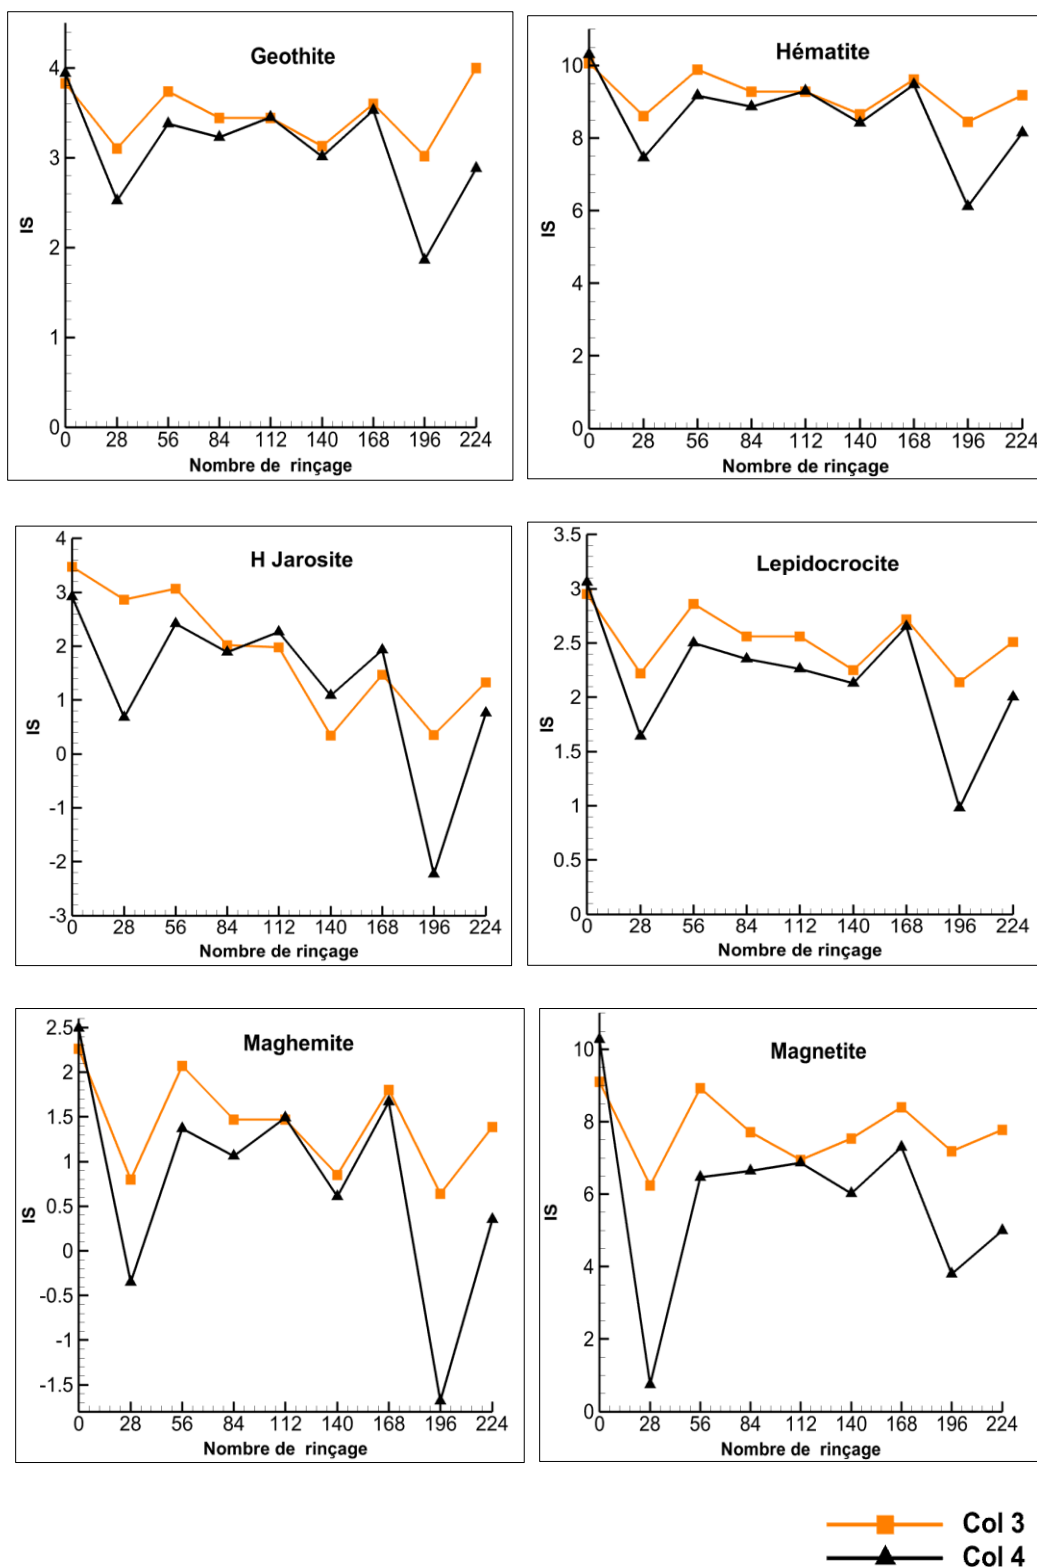 Geothite
4
3
2
1
0
IS
0 28 56 84 112 140 168 196 224
Nombre de rinçage
Hématite
10
8
6
4
2
0
IS
0 28 56 84 112 140 168 196 224
Nombre de rinçage
H Jarosite
4
3
2
1
0
-1
-2
-3
IS
0 28 56 84 112 140 168 196 224
Nombre de rinçage
Lepidocrocite
3.5
3
2.5
2
1.5
1
0.5
0
IS
0 28 56 84 112 140 168 196 224
Nombre de rinçage
Maghemite
2.5
2
1.5
1
0.5
0
-0.5
-1
-1.5
IS
0 28 56 84 112 140 168 196 224
Nombre de rinçage
Magnetite
10
8
6
4
2
0
IS
0 28 56 84 112 140 168 196 224
Nombre de rinçage
Col 3
Col 4